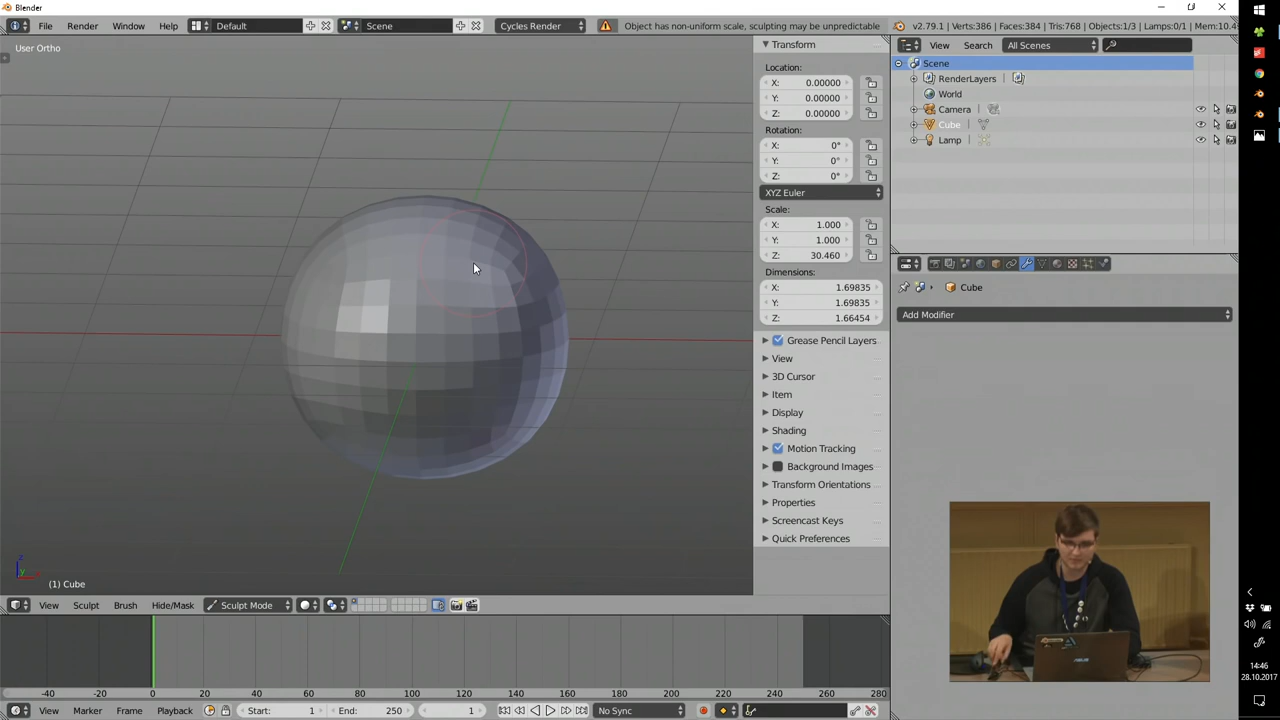 Blender
File Render Window Help Default Scene Cycles Render Object has non-uniform scale, sculpting may be unpredictable v2.79.1 | Verts:386 | Faces:384 | Tris:768 | Objects:1/3 | Lamps:0/1 | Mem:10.4
User Ortho
Transform
Location:
X: 0.00000
Y: 0.00000
Z: 0.00000
Rotation:
X: 0°
Y: 0°
Z: 0°
XYZ Euler
Scale:
X: 1.000
Y: 1.000
Z: 30.460
Dimensions:
X: 1.69835
Y: 1.69835
Z: 1.66454
Grease Pencil Layers
View
3D Cursor
Item
Display
Shading
Motion Tracking
Background Images
Transform Orientations
Properties
Screencast Keys
Quick Preferences
View Search All Scenes
Scene
RenderLayers
World
Camera
Cube
Lamp
Cube
Add Modifier
z
y
(1) Cube
View Sculpt Brush Hide/Mask Sculpt Mode
-40 -20 0 20 40 60 80 100 120 140 160 180 200 220 240 260 280
View Marker Frame Playback Start: 1 End: 250 1 No Sync
ASUS
14:46
28.10.2017